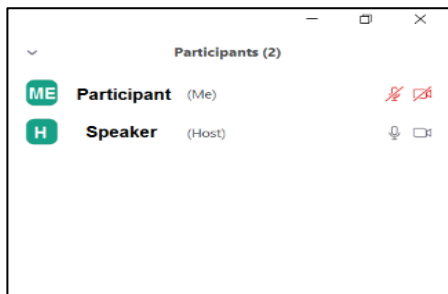 Participants (2)
ME Participant (Me)
H Speaker (Host)